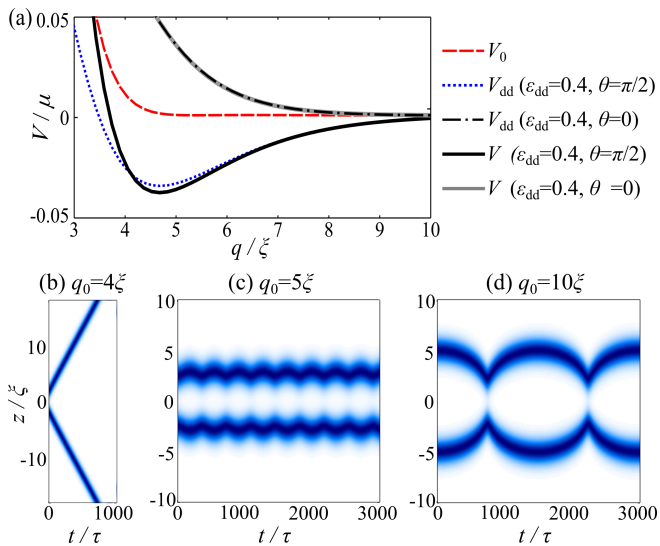 (a)
0.05
0
-0.05
V / μ
3 4 5 6 7 8 9 10
q / ξ
V0
Vdd (εdd=0.4, θ=π/2)
Vdd (εdd=0.4, θ=0)
V (εdd=0.4, θ=π/2)
V (εdd=0.4, θ =0)
(b) q0=4ξ
(c) q0=5ξ
(d) q0=10ξ
z / ξ
10
0
-10
0 1000
t / τ
10
5
0
-5
-10
0 1000 2000 3000
t / τ
10
5
0
-5
-10
0 1000 2000 3000
t / τ